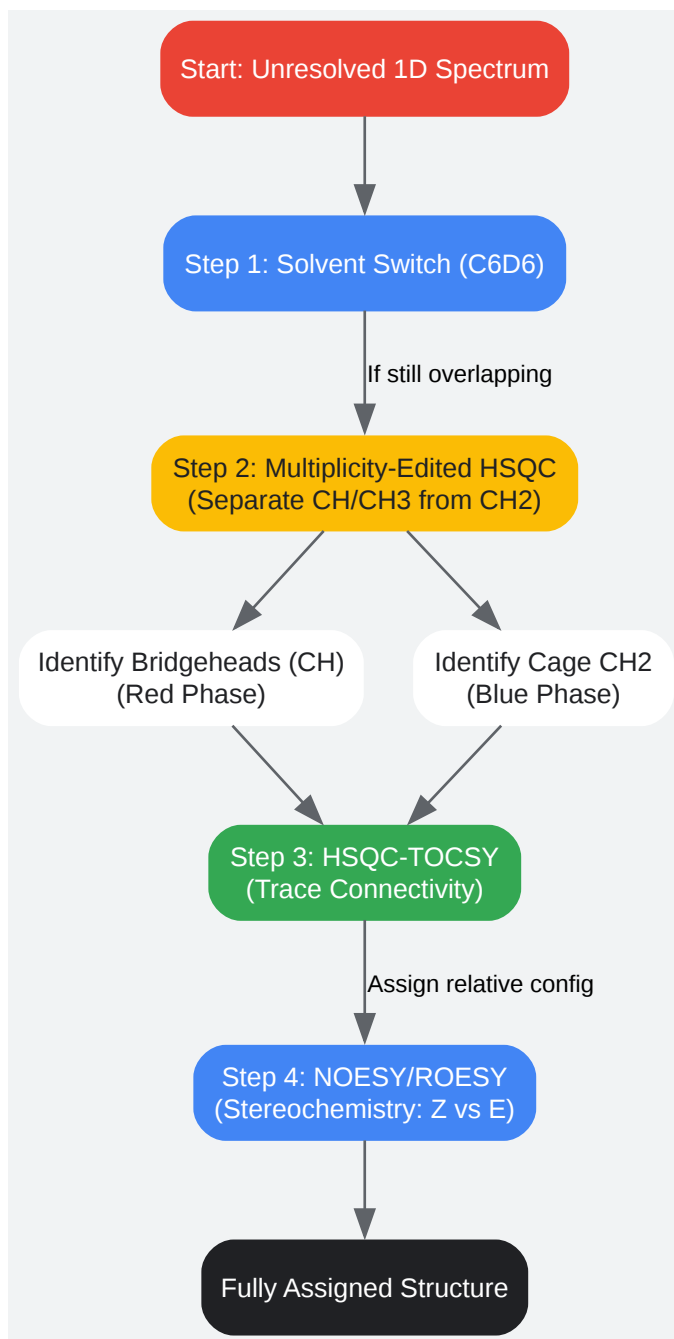 Start: Unresolved 1D Spectrum
Step 1: Solvent Switch (C6D6)
If still overlapping
Step 2: Multiplicity-Edited HSQC
(Separate CH/CH3 from CH2)
Identify Bridgeheads (CH)
(Red Phase)
Identify Cage CH2
(Blue Phase)
Step 3: HSQC-TOCSY
(Trace Connectivity)
Assign relative config
Step 4: NOESY/ROESY
(Stereochemistry: Z vs E)
Fully Assigned Structure